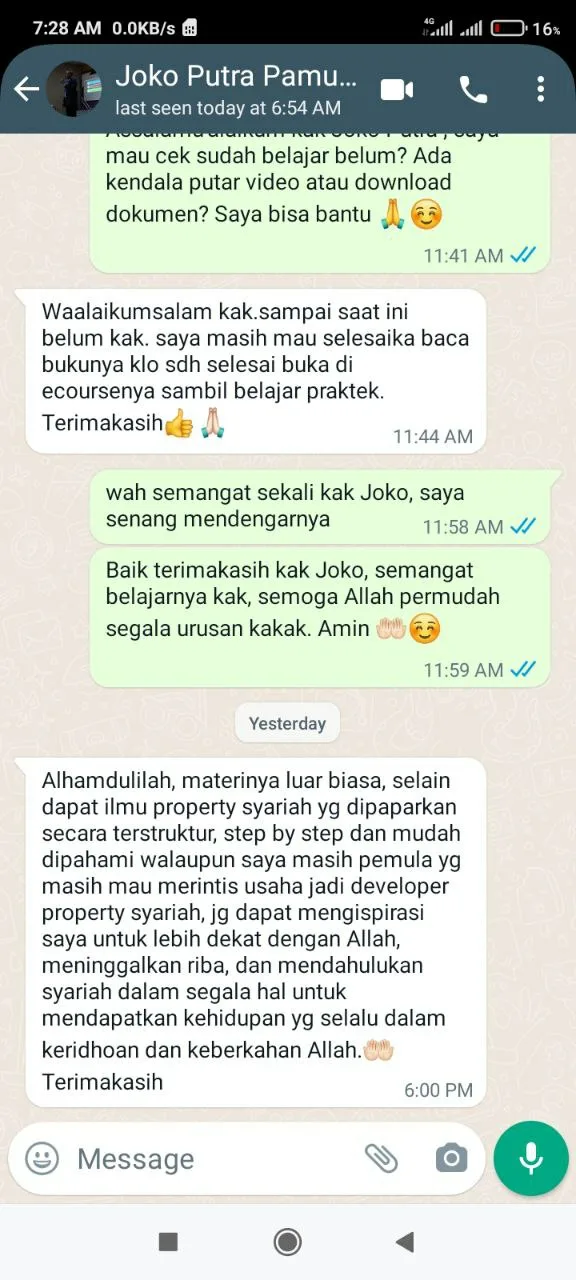 7:28 AM 0.0KB/s 4G 16%
Joko Putra Pamu...
last seen today at 6:54 AM
Assalamu'alaikum kak Joko Putra , saya
mau cek sudah belajar belum? Ada
kendala putar video atau download
dokumen? Saya bisa bantu 🙏☺️
11:41 AM
Waalaikumsalam kak.sampai saat ini
belum kak. saya masih mau selesaika baca
bukunya klo sdh selesai buka di
ecoursenya sambil belajar praktek.
Terimakasih👍🙏🏻
11:44 AM
wah semangat sekali kak Joko, saya
senang mendengarnya
11:58 AM
Baik terimakasih kak Joko, semangat
belajarnya kak, semoga Allah permudah
segala urusan kakak. Amin 🤲🏻☺️
11:59 AM
Yesterday
Alhamdulilah, materinya luar biasa, selain
dapat ilmu property syariah yg dipaparkan
secara terstruktur, step by step dan mudah
dipahami walaupun saya masih pemula yg
masih mau merintis usaha jadi developer
property syariah, jg dapat mengispirasi
saya untuk lebih dekat dengan Allah,
meninggalkan riba, dan mendahulukan
syariah dalam segala hal untuk
mendapatkan kehidupan yg selalu dalam
keridhoan dan keberkahan Allah.🤲🏻
Terimakasih
6:00 PM
Message